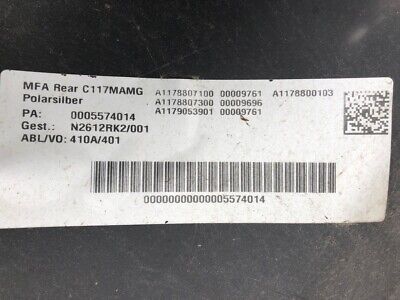 MFA Rear C117MAMG A1178807100 00009761 A1178800103
Polarsilber A1178807300 00009696
A1179053901 00009761
PA: 0005574014
Gest.: N2612RK2/001
ABL/VO: 410A/401
00000000000005574014